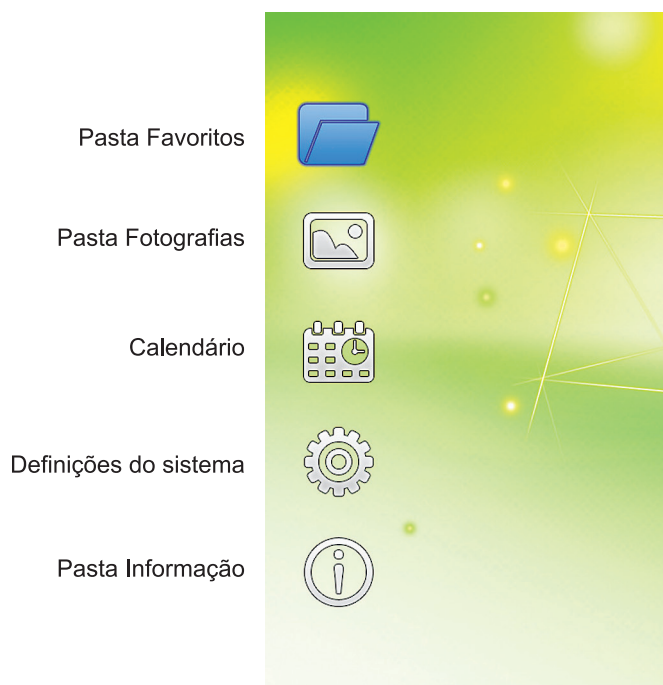 Pasta Favoritos
Pasta Fotografias
Calendário
Definições do sistema
Pasta Informação